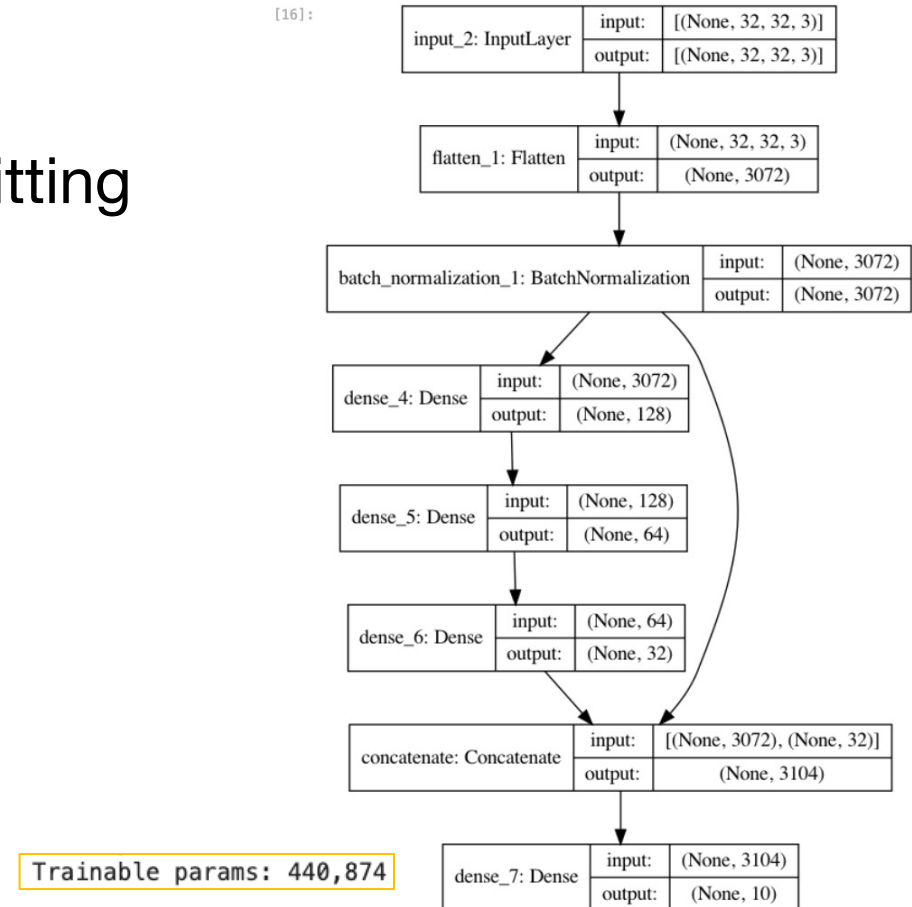 [16]:
input_2: InputLayer
input: [(None, 32, 32, 3)]
output: [(None, 32, 32, 3)]
itting
flatten_1: Flatten
input: (None, 32, 32, 3)
output: (None, 3072)
batch_normalization_1: BatchNormalization
input: (None, 3072)
output: (None, 3072)
dense_4: Dense
input: (None, 3072)
output: (None, 128)
dense_5: Dense
input: (None, 128)
output: (None, 64)
dense_6: Dense
input: (None, 64)
output: (None, 32)
concatenate: Concatenate
input: [(None, 3072), (None, 32)]
output: (None, 3104)
Trainable params: 440,874
dense_7: Dense
input: (None, 3104)
output: (None, 10)